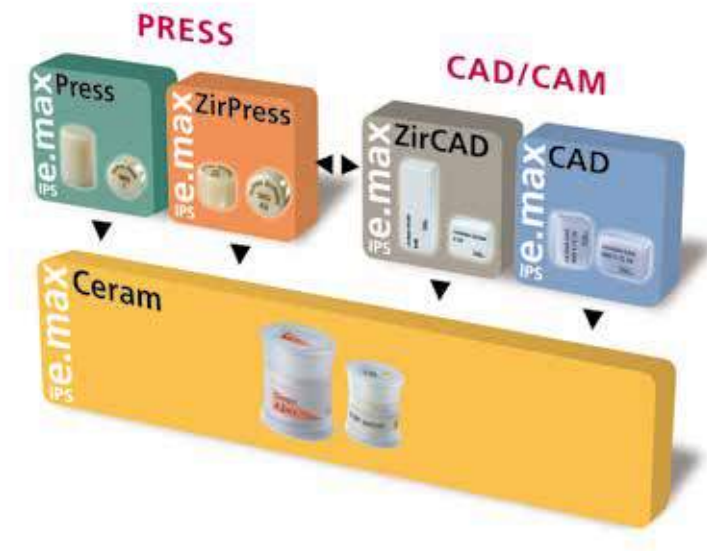 PRESS
CAD/CAM
IPS e.max Press
IPS e.max ZirPress
IPS e.max ZirCAD
IPS e.max CAD
IPS e.max Ceram